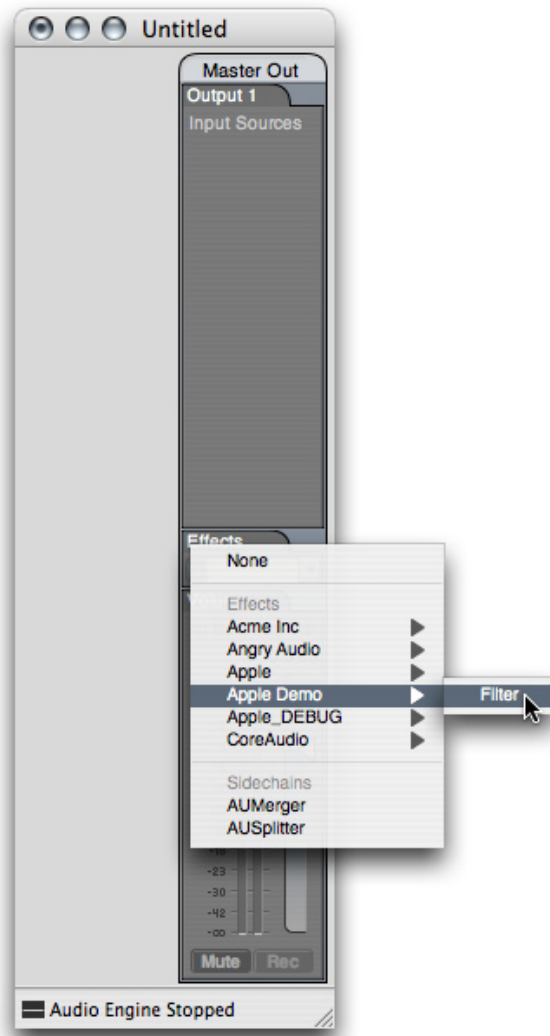 Untitled
Master Out
Output 1
Input Sources
Effects
None
Effects
Acme Inc
Angry Audio
Apple
Apple Demo
Filter
Apple_DEBUG
CoreAudio
Sidechains
AUMerger
AUSplitter
-23
-30
-42
-∞
Mute
Rec
Audio Engine Stopped